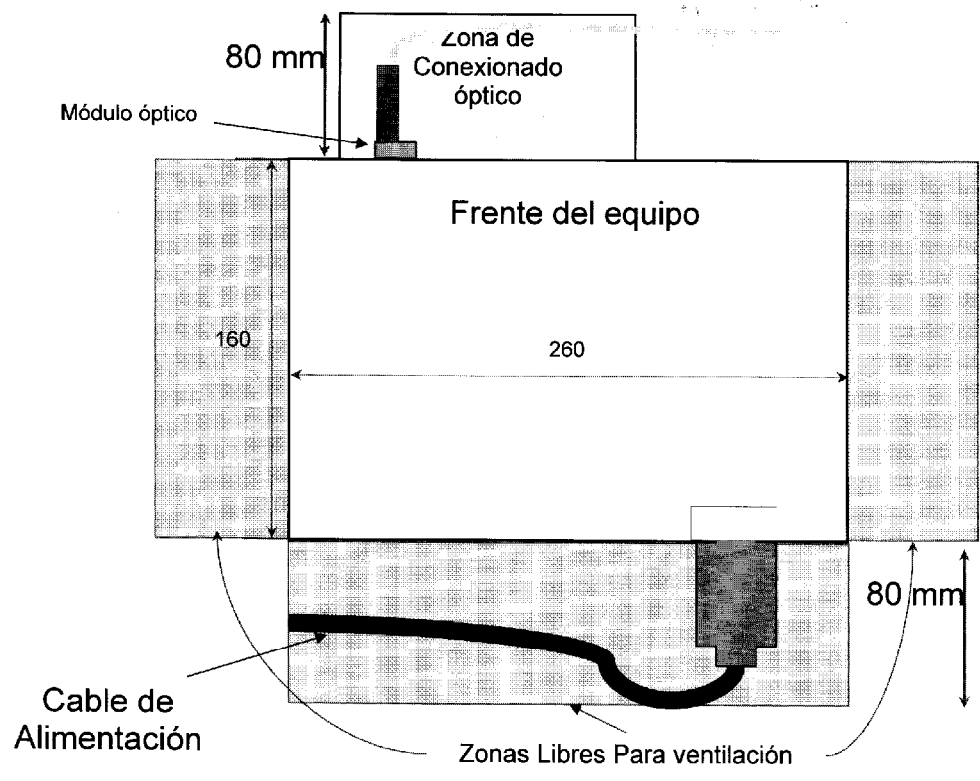 80 mm
Zona de
Conexionado
óptico
Módulo óptico
Frente del equipo
160
260
80 mm
Cable de
Alimentación
Zonas Libres Para ventilación